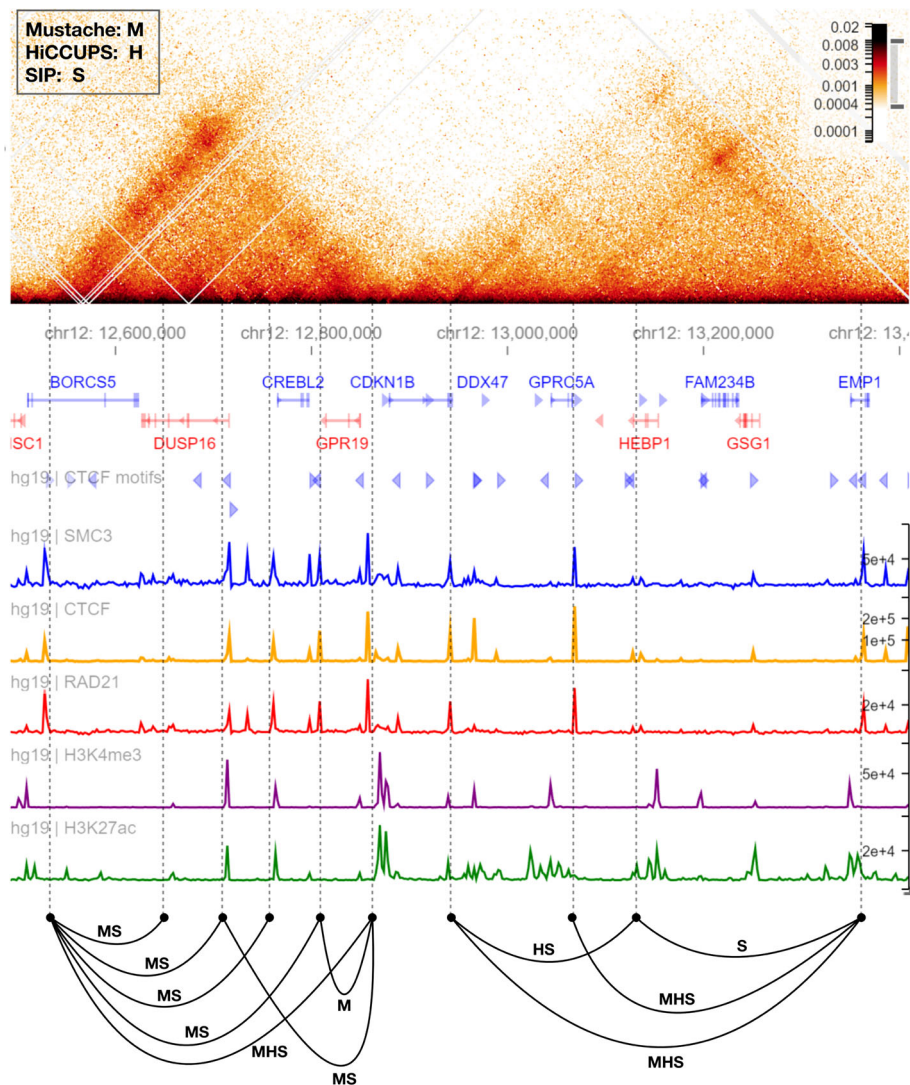 Mustache: M
HiCCUPS: H
SIP: S
0.02
0.008
0.003
0.001
0.0004
0.0001
chr12: 12,600,000 chr12: 12,800,000 chr12: 13,000,000 chr12: 13,200,000 chr12: 13,4
BORCS5 CREBL2 CDKN1B DDX47 GPRC5A FAM234B EMP1
ISC1 DUSP16 GPR19 HEBP1 GSG1
hg19 | CTCF motifs
hg19 | SMC3
5e+4
hg19 | CTCF
2e+5
1e+5
hg19 | RAD21
2e+4
hg19 | H3K4me3
5e+4
hg19 | H3K27ac
2e+4
MS
HS
S
MS
MS
M
MHS
MS
MHS
MHS
MS